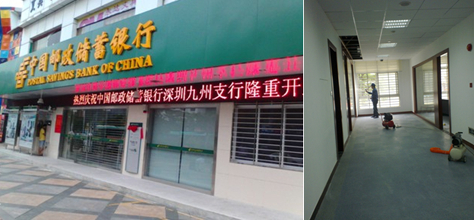 中国邮政储蓄银行
POSTAL SAVINGS BANK OF CHINA
热烈庆祝中国邮政储蓄银行深圳九州支行隆重开